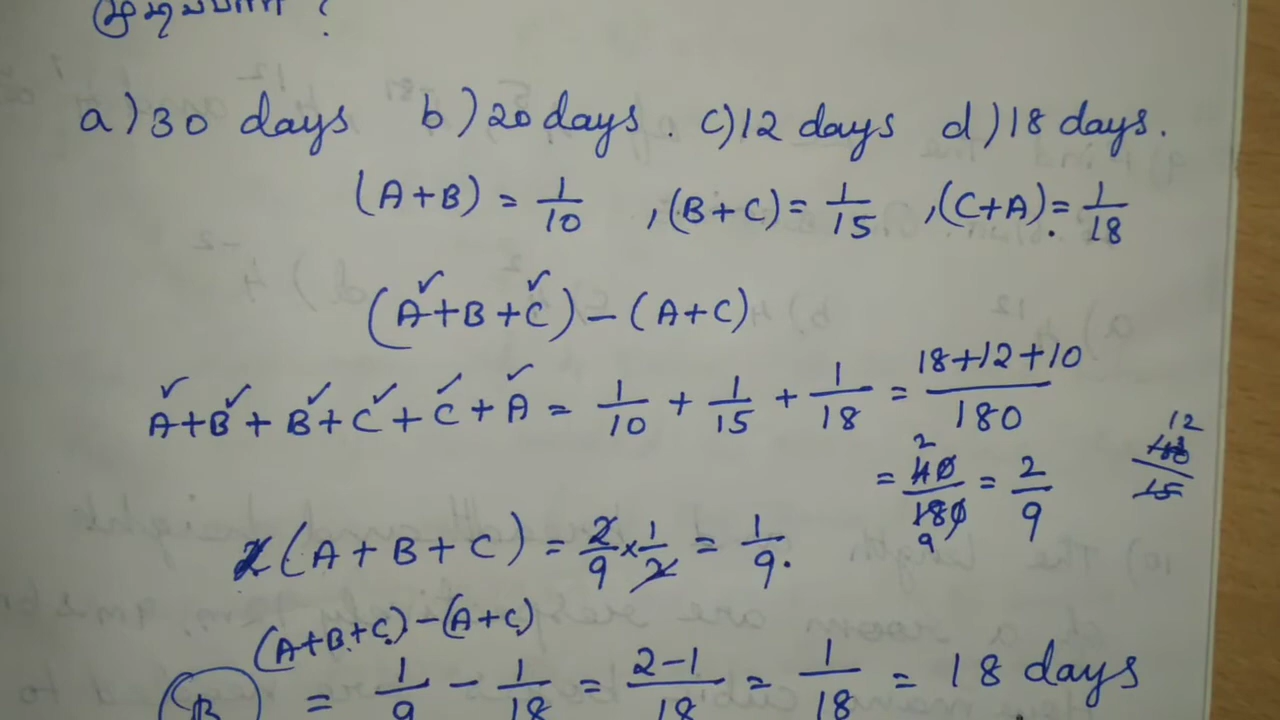 முடிப்பான் ?
a) 30 days b) 20 days. c) 12 days d) 18 days.
(A+B) = 1/10 , (B+C) = 1/15 , (C+A) = 1/18
(A+B+C) - (A+C)
A+B+B+C+C+A = 1/10 + 1/15 + 1/18 = 18+12+10/180
= 40/180 = 2/9
2(A+B+C) = 2/9 × 1/2 = 1/9.
(A+B+C) - (A+C)
B = 1/9 - 1/18 = 2-1/18 = 1/18 = 18 days